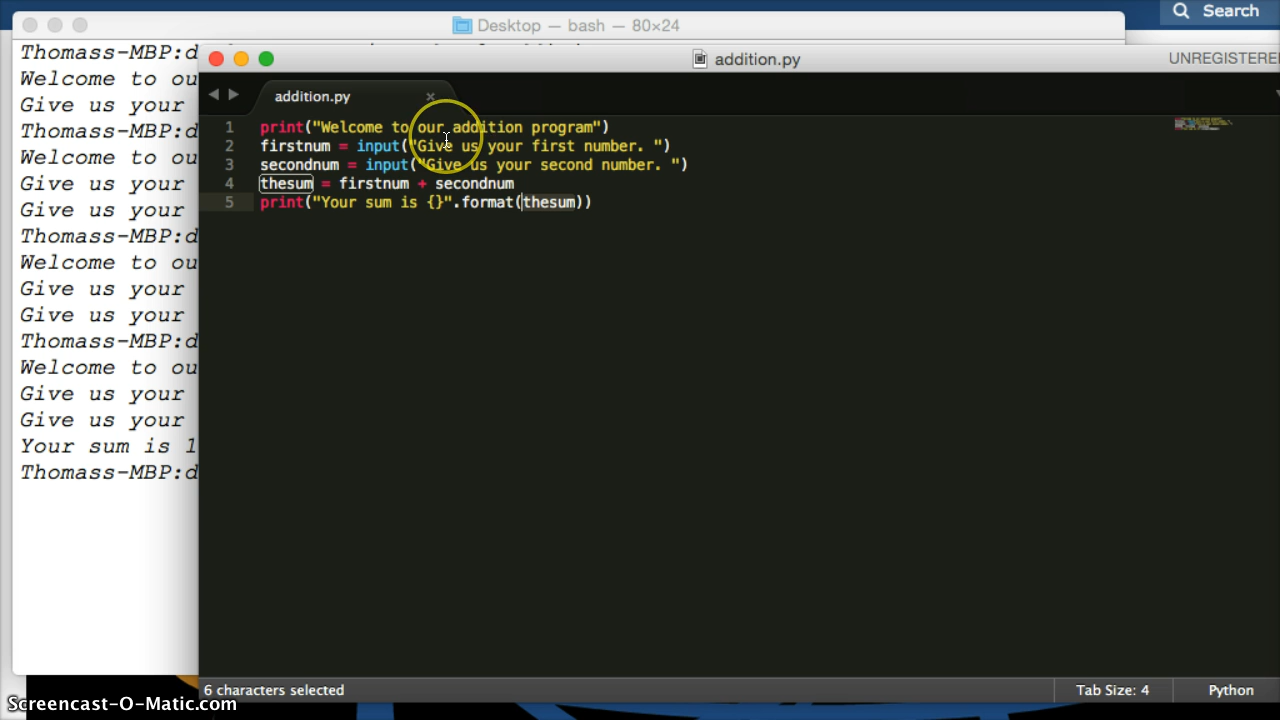 Desktop — bash — 80×24
Search
Thomass-MBP:d
Welcome to ou
Give us your
Thomass-MBP:d
Welcome to ou
Give us your
Thomass-MBP:d
Welcome to ou
Give us your
Give us your
Thomass-MBP:d
Welcome to ou
Give us your
Give us your
Your sum is 1
Thomass-MBP:d
addition.py
UNREGISTERE
addition.py
1 print("Welcome to our addition program")
2 firstnum = input("Give us your first number. ")
3 secondnum = input("Give us your second number. ")
4 thesum = firstnum + secondnum
5 print("Your sum is {}".format(thesum))
6 characters selected
Tab Size: 4
Python
Screencast-O-Matic.com